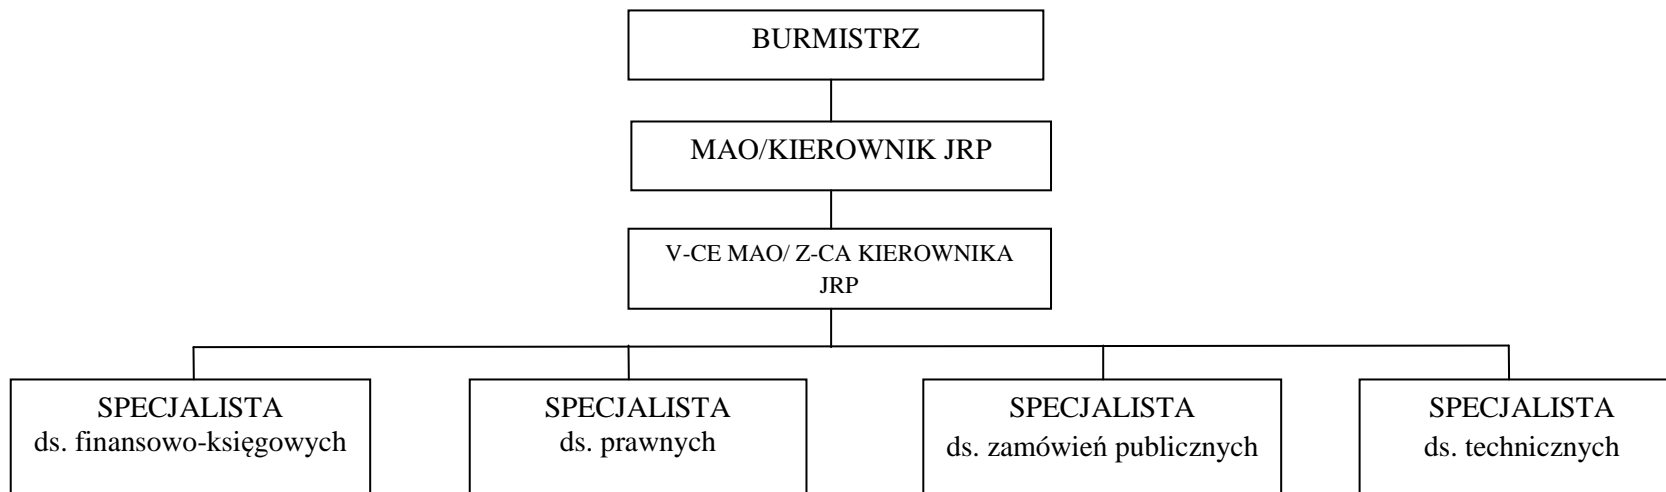 BURMISTRZ
MAO/KIEROWNIK JRP
V-CE MAO/ Z-CA KIEROWNIKA
JRP
SPECJALISTA
ds. finansowo-księgowych
SPECJALISTA
ds. prawnych
SPECJALISTA
ds. zamówień publicznych
SPECJALISTA
ds. technicznych